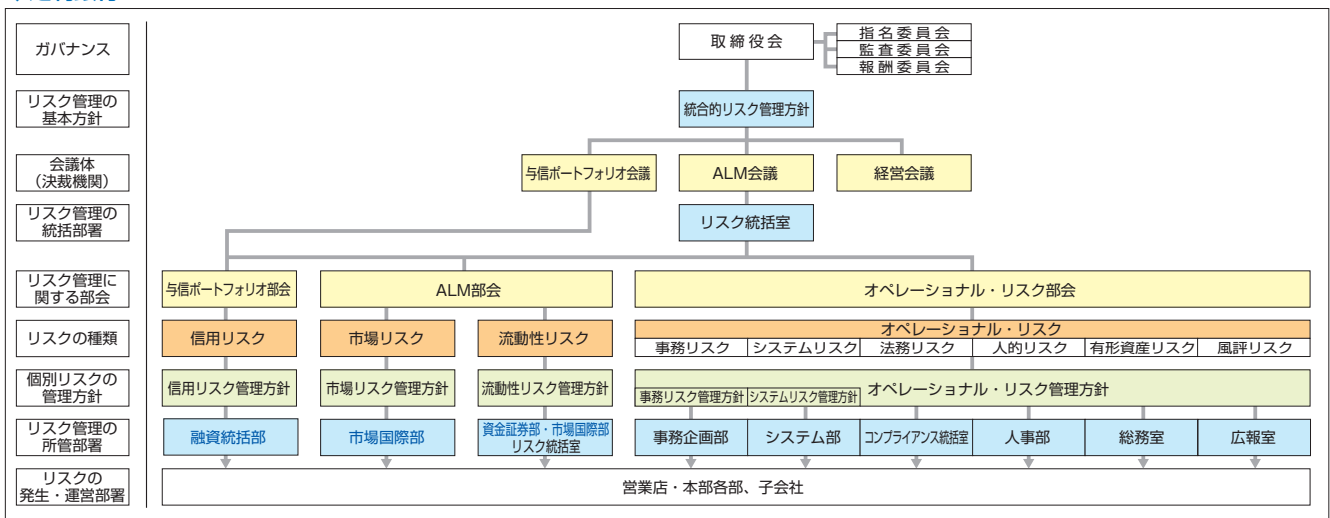 ガバナンス
取締役会
指名委員会
監査委員会
報酬委員会
リスク管理の
基本方針
統合的リスク管理方針
会議体
(決裁機関)
与信ポートフォリオ会議
ALM会議
経営会議
リスク管理の
統括部署
リスク統括室
リスク管理に
関する部会
与信ポートフォリオ部会
ALM部会
オペレーショナル・リスク部会
リスクの種類
信用リスク
市場リスク
流動性リスク
オペレーショナル・リスク
事務リスク
システムリスク
法務リスク
人的リスク
有形資産リスク
風評リスク
個別リスクの
管理方針
信用リスク管理方針
市場リスク管理方針
流動性リスク管理方針
事務リスク管理方針
システムリスク管理方針
オペレーショナル・リスク管理方針
リスク管理の
所管部署
融資統括部
市場国際部
資金証券部・市場国際部
リスク統括室
事務企画部
システム部
コンプライアンス統括室
人事部
総務室
広報室
リスクの
発生・運営部署
営業店・本部各部、子会社